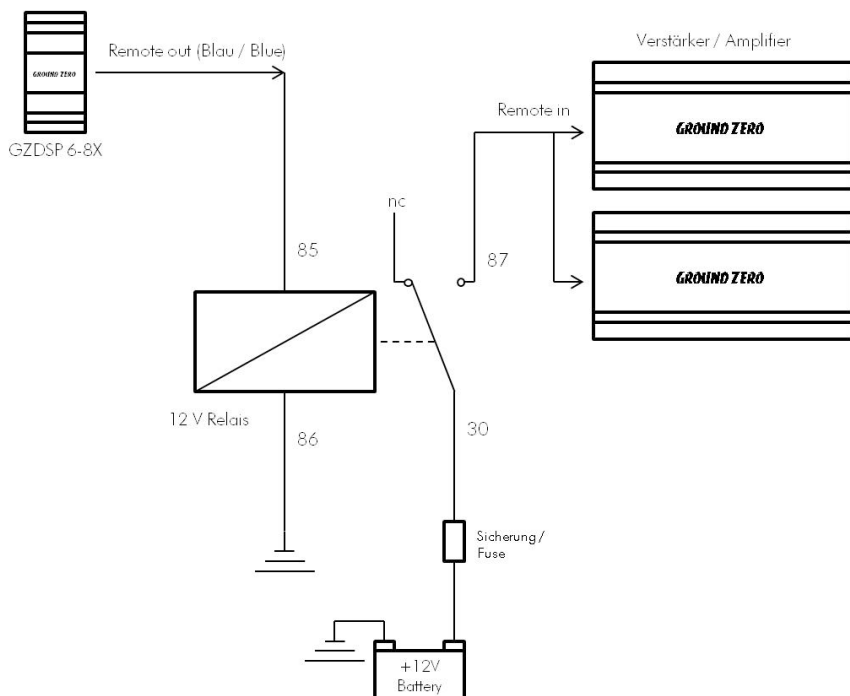 Remote out (Blau / Blue)
GROUND ZERO
GZDSP 6-8X
Verstärker / Amplifier
Remote in
GROUND ZERO
GROUND ZERO
nc
85
87
12 V Relais
86
30
Sicherung /
Fuse
+12V
Battery